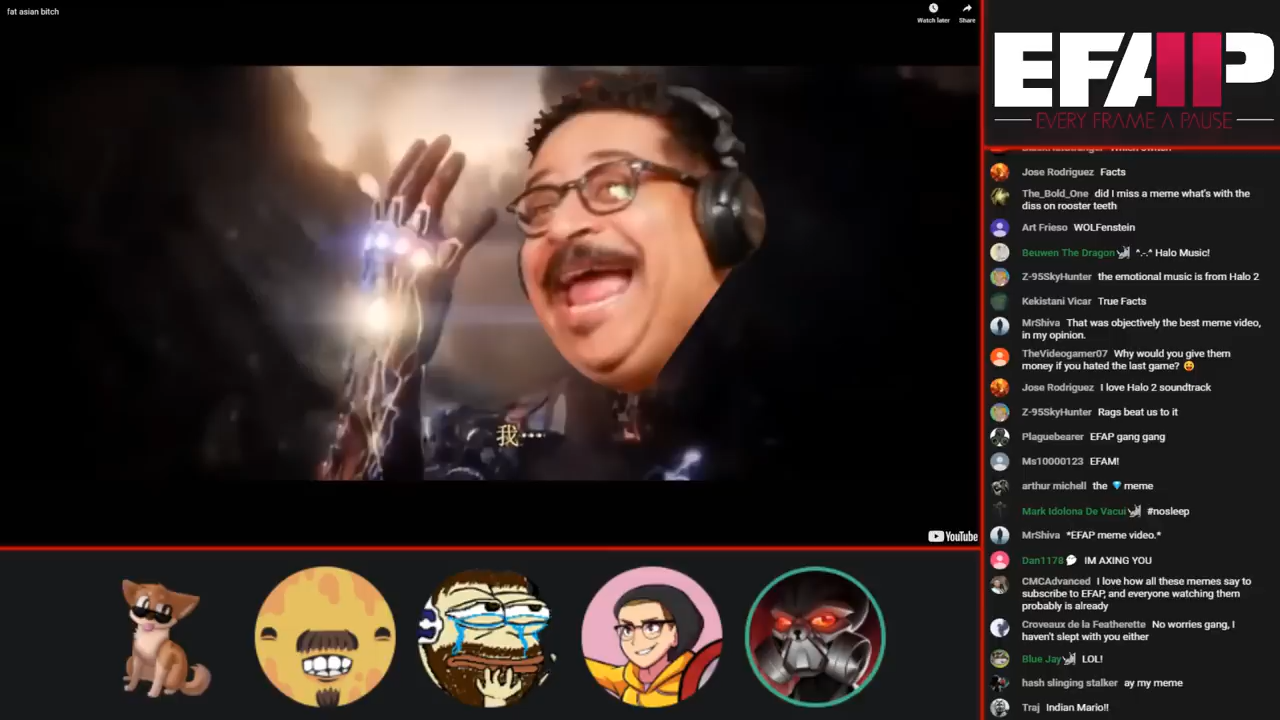 fat asian bitch
Watch later
Share
我……
YouTube
EFAP
EVERY FRAME A PAUSE
Jose Rodriguez Facts
The_Bold_One did I miss a meme what's with the
diss on rooster teeth
Art Frieso WOLFenstein
Beuwen The Dragon ^.-.^ Halo Music!
Z-95SkyHunter the emotional music is from Halo 2
Kekistani Vicar True Facts
MrShiva That was objectively the best meme video,
in my opinion.
TheVideogamer07 Why would you give them
money if you hated the last game? 😛
Jose Rodriguez I love Halo 2 soundtrack
Z-95SkyHunter Rags beat us to it
Plaguebearer EFAP gang gang
Ms10000123 EFAM!
arthur michell the 💎 meme
Mark Idolona De Vacui #nosleep
MrShiva *EFAP meme video.*
Dan1178 IM AXING YOU
CMCAdvanced I love how all these memes say to
subscribe to EFAP, and everyone watching them
probably is already
Croveaux de la Featherette No worries gang, I
haven't slept with you either
Blue Jay LOL!
hash slinging stalker ay my meme
Traj Indian Mario!!